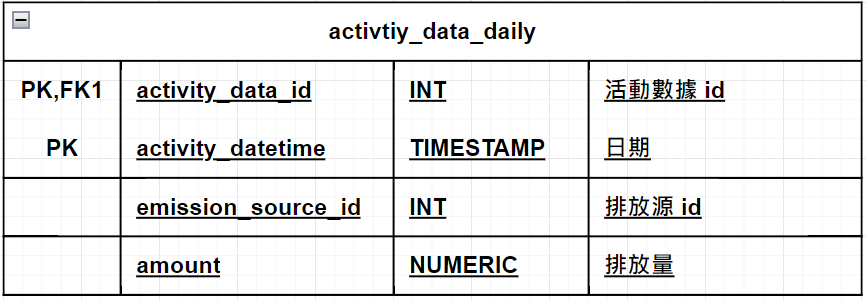 activtiy_data_daily
PK,FK1 activity_data_id INT 活動數據 id
PK activity_datetime TIMESTAMP 日期
emission_source_id INT 排放源 id
amount NUMERIC 排放量